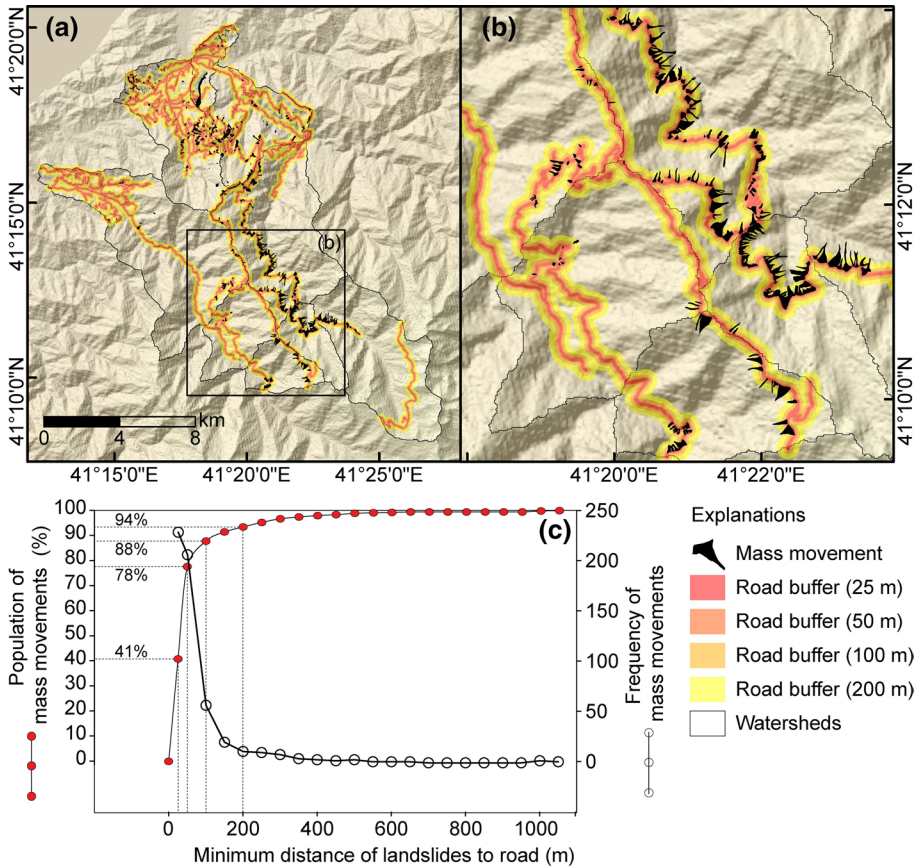 (a)
(b)
41°20'0"N
41°15'0"N
41°10'0"N
(b)
km
0 4 8
41°15'0"E 41°20'0"E 41°25'0"E
41°12'0"N
41°10'0"N
41°20'0"E 41°22'0"E
(c)
Population of
mass movements (%)
100
90
80
70
60
50
40
30
20
10
0
94%
88%
78%
41%
250
200
150
100
50
0
Frequency of
mass movements
0 200 400 600 800 1000
Minimum distance of landslides to road (m)
Explanations
Mass movement
Road buffer (25 m)
Road buffer (50 m)
Road buffer (100 m)
Road buffer (200 m)
Watersheds